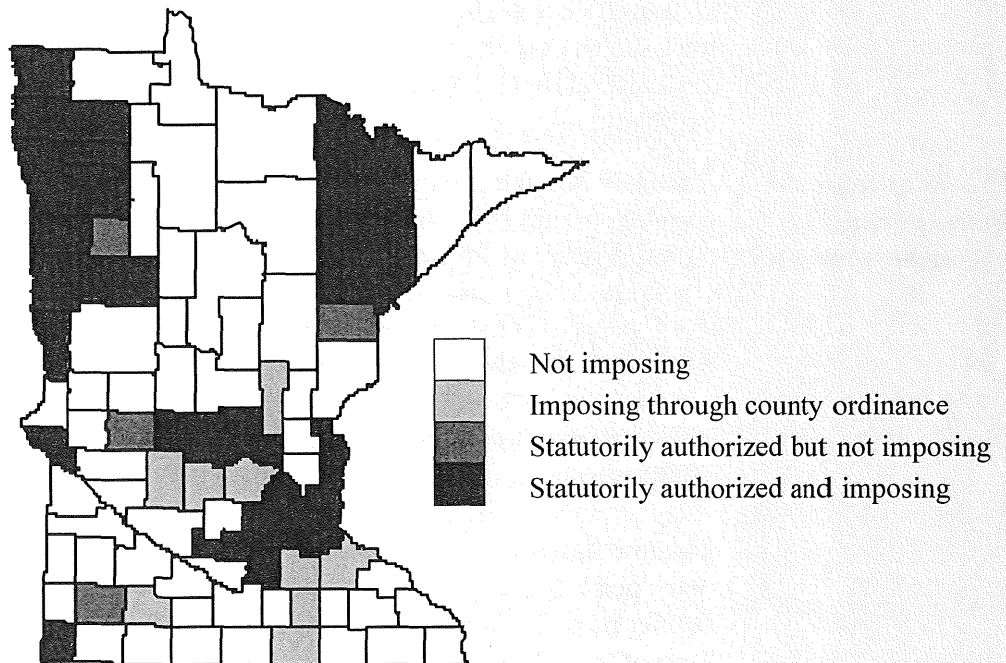 Not imposing
Imposing through county ordinance
Statutorily authorized but not imposing
Statutorily authorized and imposing